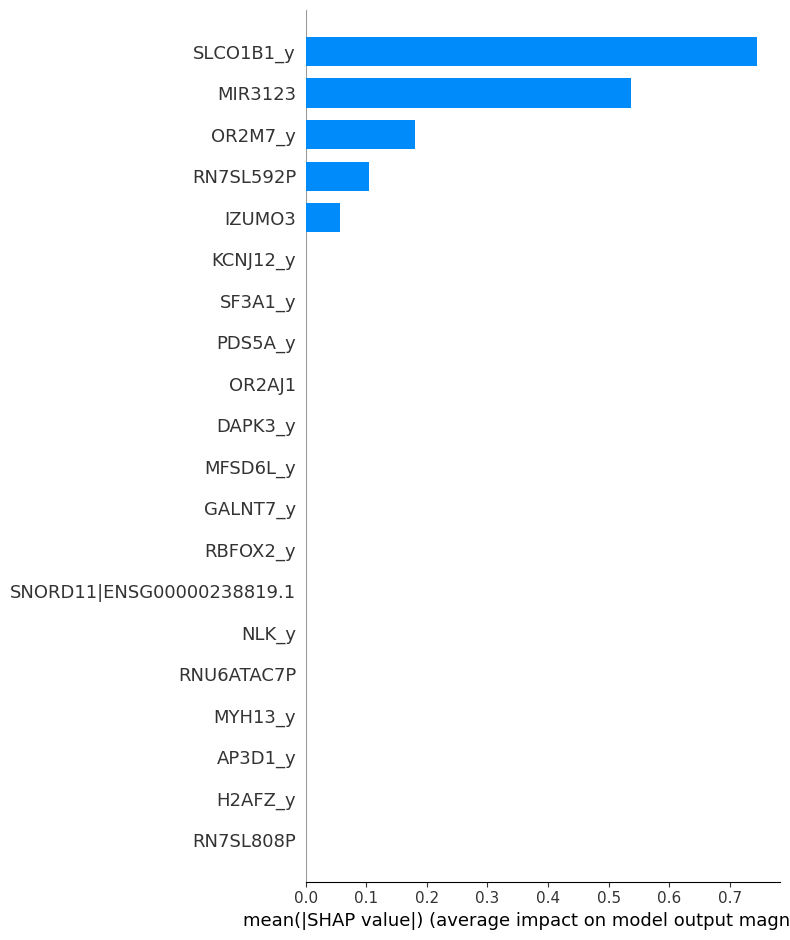 SLCO1B1_y
MIR3123
OR2M7_y
RN7SL592P
IZUMO3
KCNJ12_y
SF3A1_y
PDS5A_y
OR2AJ1
DAPK3_y
MFSD6L_y
GALNT7_y
RBFOX2_y
SNORD11|ENSG00000238819.1
NLK_y
RNU6ATAC7P
MYH13_y
AP3D1_y
H2AFZ_y
RN7SL808P
0.0 0.1 0.2 0.3 0.4 0.5 0.6 0.7
mean(|SHAP value|) (average impact on model output magn